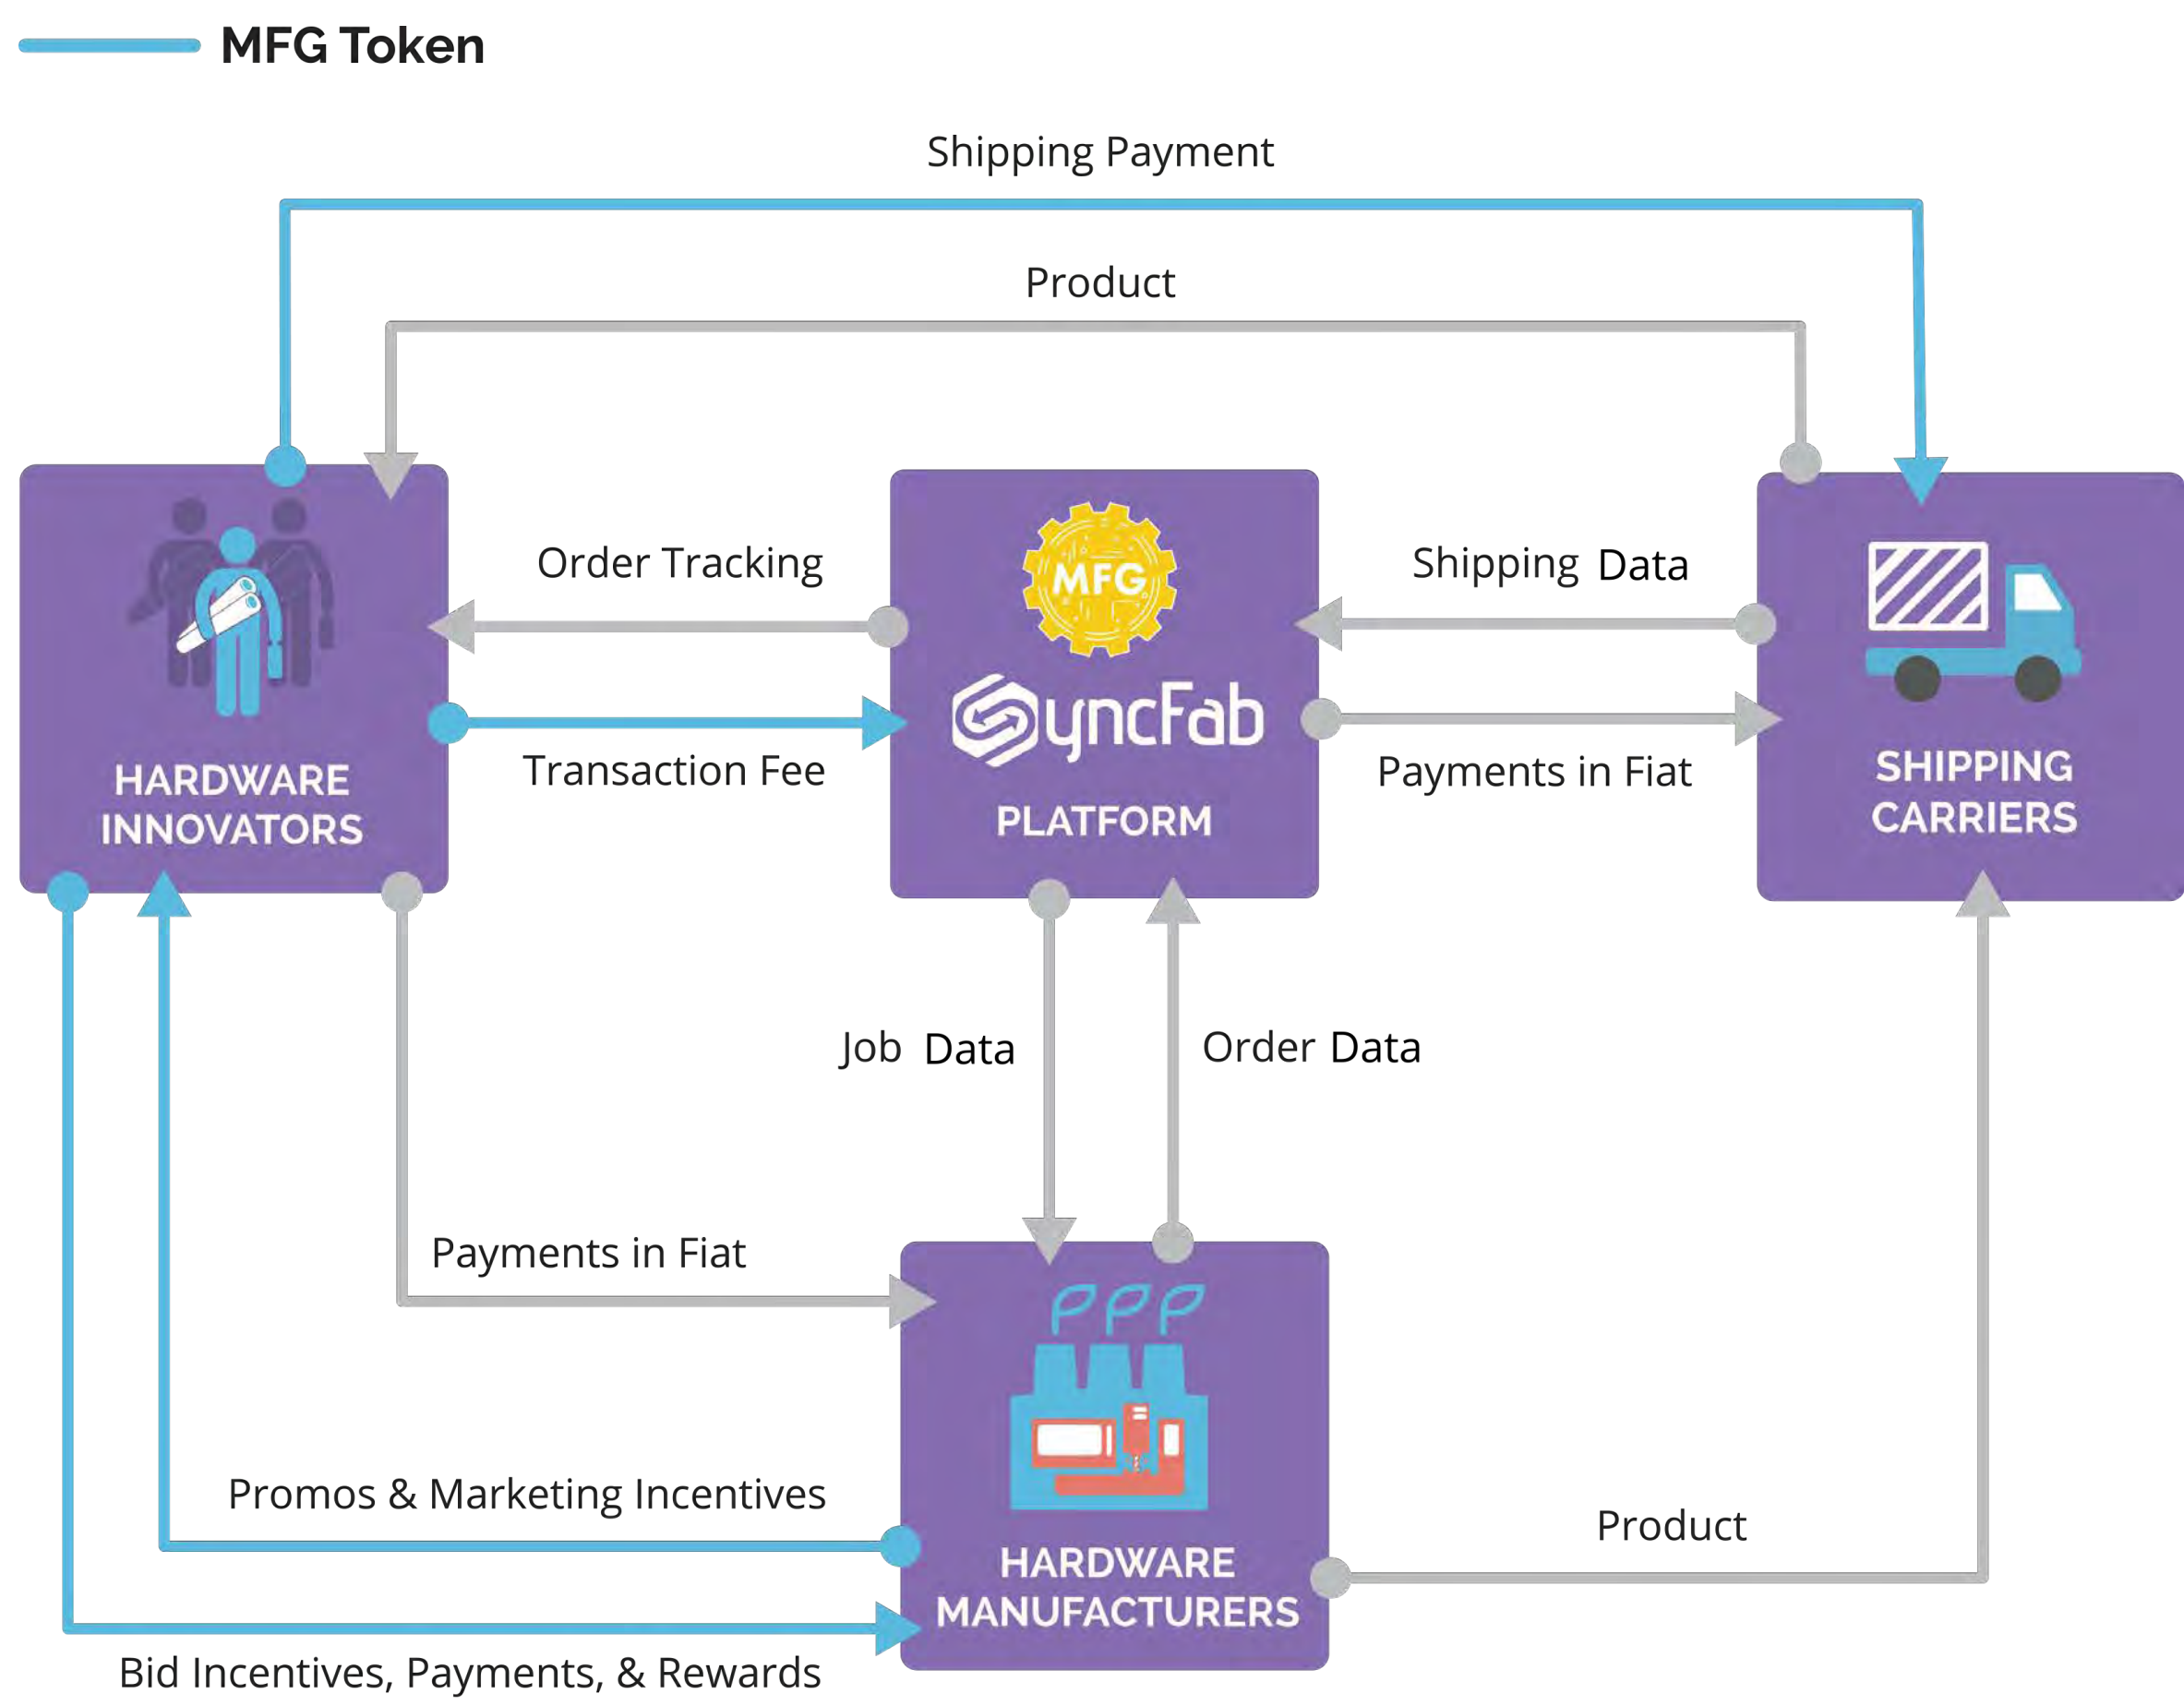 MFG Token
Shipping Payment
Product
Order Tracking
Transaction Fee
MFG
SyncFab
PLATFORM
Shipping Data
Payments in Fiat
HARDWARE
INNOVATORS
SHIPPING
CARRIERS
Job Data
Order Data
Payments in Fiat
Promos & Marketing Incentives
Bid Incentives, Payments, & Rewards
HARDWARE
MANUFACTURERS
Product